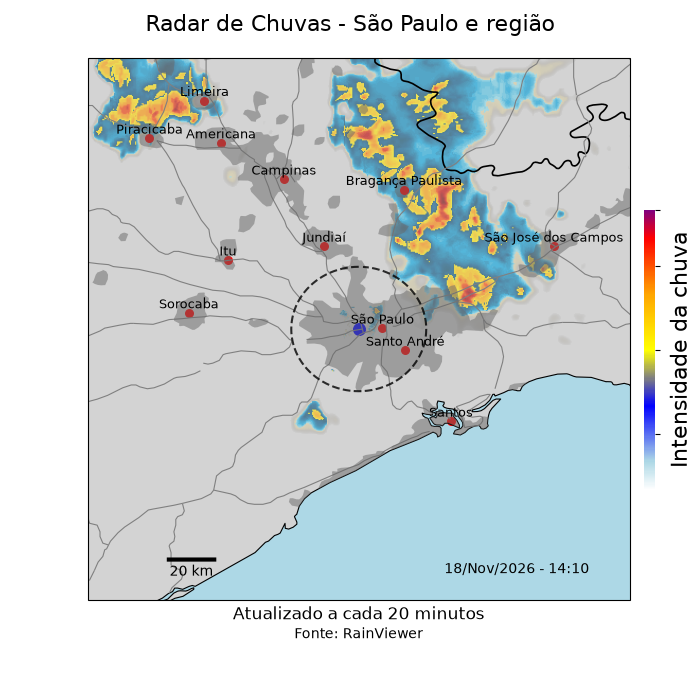 Radar de Chuvas - São Paulo e região
Limeira
Piracicaba
Americana
Campinas
Bragança Paulista
Jundiaí
São José dos Campos
Itu
Sorocaba
São Paulo
Santo André
Santos
Intensidade da chuva
20 km
18/Nov/2026 - 14:10
Atualizado a cada 20 minutos
Fonte: RainViewer